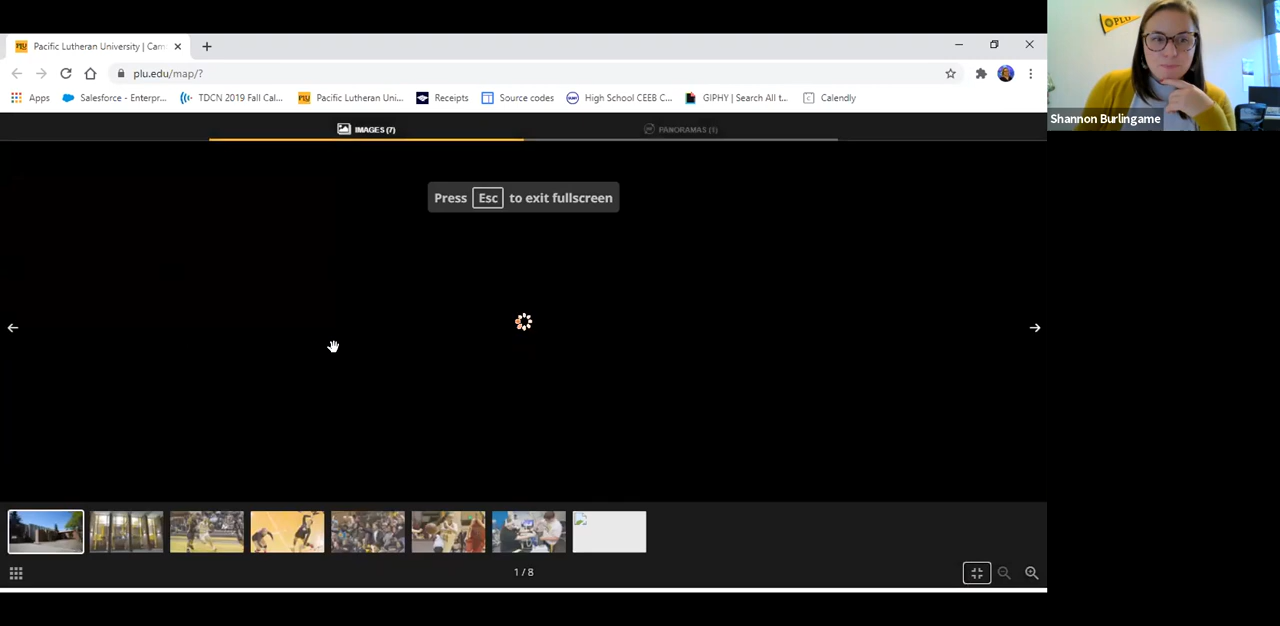 PLU
Pacific Lutheran University | Cam
plu.edu/map/?
Apps
Salesforce - Enterpr...
TDCN 2019 Fall Cal...
PLU Pacific Lutheran Uni...
Receipts
Source codes
High School CEEB C...
GIPHY | Search All t...
Calendly
Shannon Burlingame
IMAGES (7)
PANORAMAS (1)
Press Esc to exit fullscreen
1 / 8